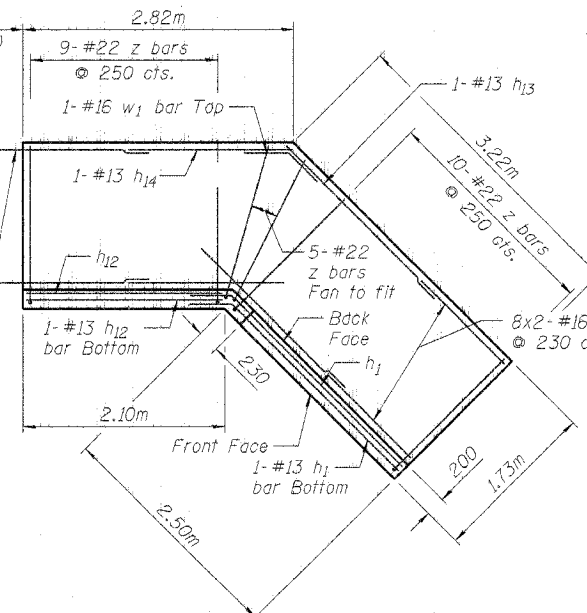 2.82m
9-#22 z bars
@ 250 cts.
1-#16 w1 bar Top
1-#13 h13
3.22m
1-#13 h14
10-#22 z bars
@ 250 cts.
5-#22
z bars
Fan to fit
h12
1-#13 h12
bar Bottom
Back
Face
8x2-#16
@ 230 c
230
h1
2.10m
Front Face
1-#13 h1
bar Bottom
200
1.73m
2.50m